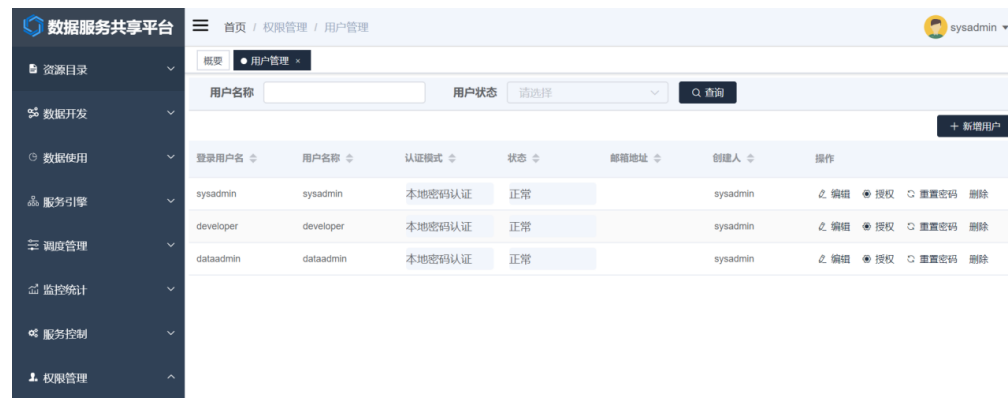 数据服务共享平台
首页 / 权限管理 / 用户管理
sysadmin
概要
用户管理 ×
资源目录
数据开发
数据使用
服务引擎
调度管理
监控统计
服务控制
权限管理
用户名称
用户状态 请选择 查询
+ 新增用户
登录用户名 用户名称 认证模式 状态 邮箱地址 创建人 操作
sysadmin sysadmin 本地密码认证 正常 sysadmin 编辑 授权 重置密码 删除
developer developer 本地密码认证 正常 sysadmin 编辑 授权 重置密码 删除
dataadmin dataadmin 本地密码认证 正常 sysadmin 编辑 授权 重置密码 删除